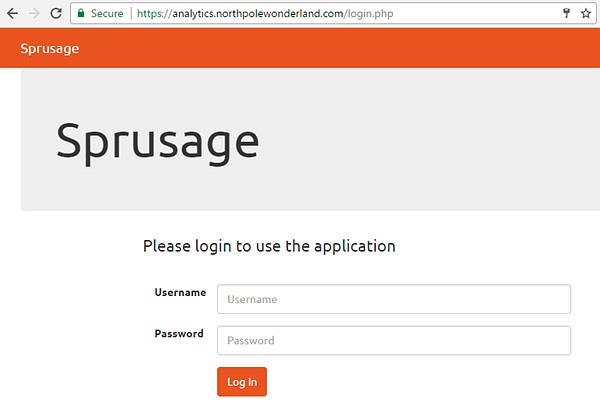 Secure | https://analytics.northpolewonderland.com/login.php
Sprusage
Sprusage
Please login to use the application
Username Username
Password Password
Log In